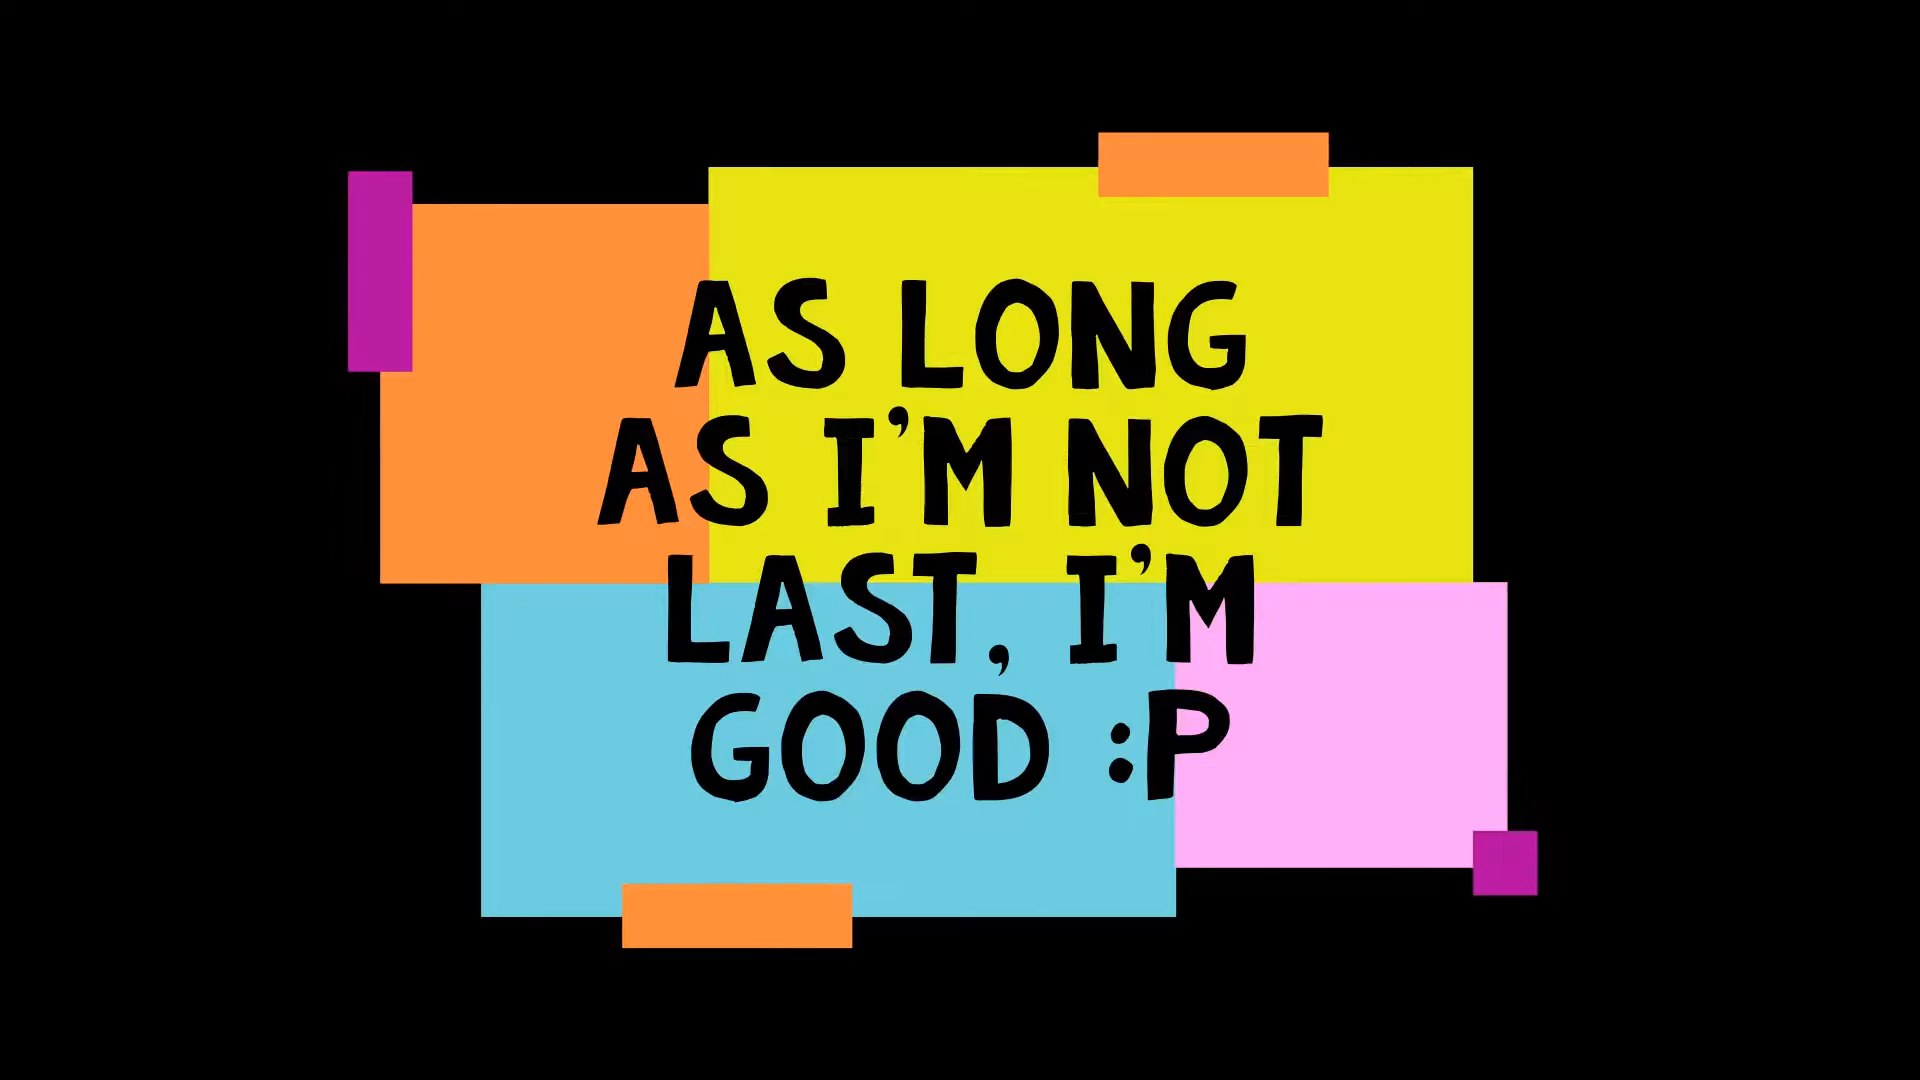 AS LONG
AS I’M NOT
LAST, I’M
GOOD :P